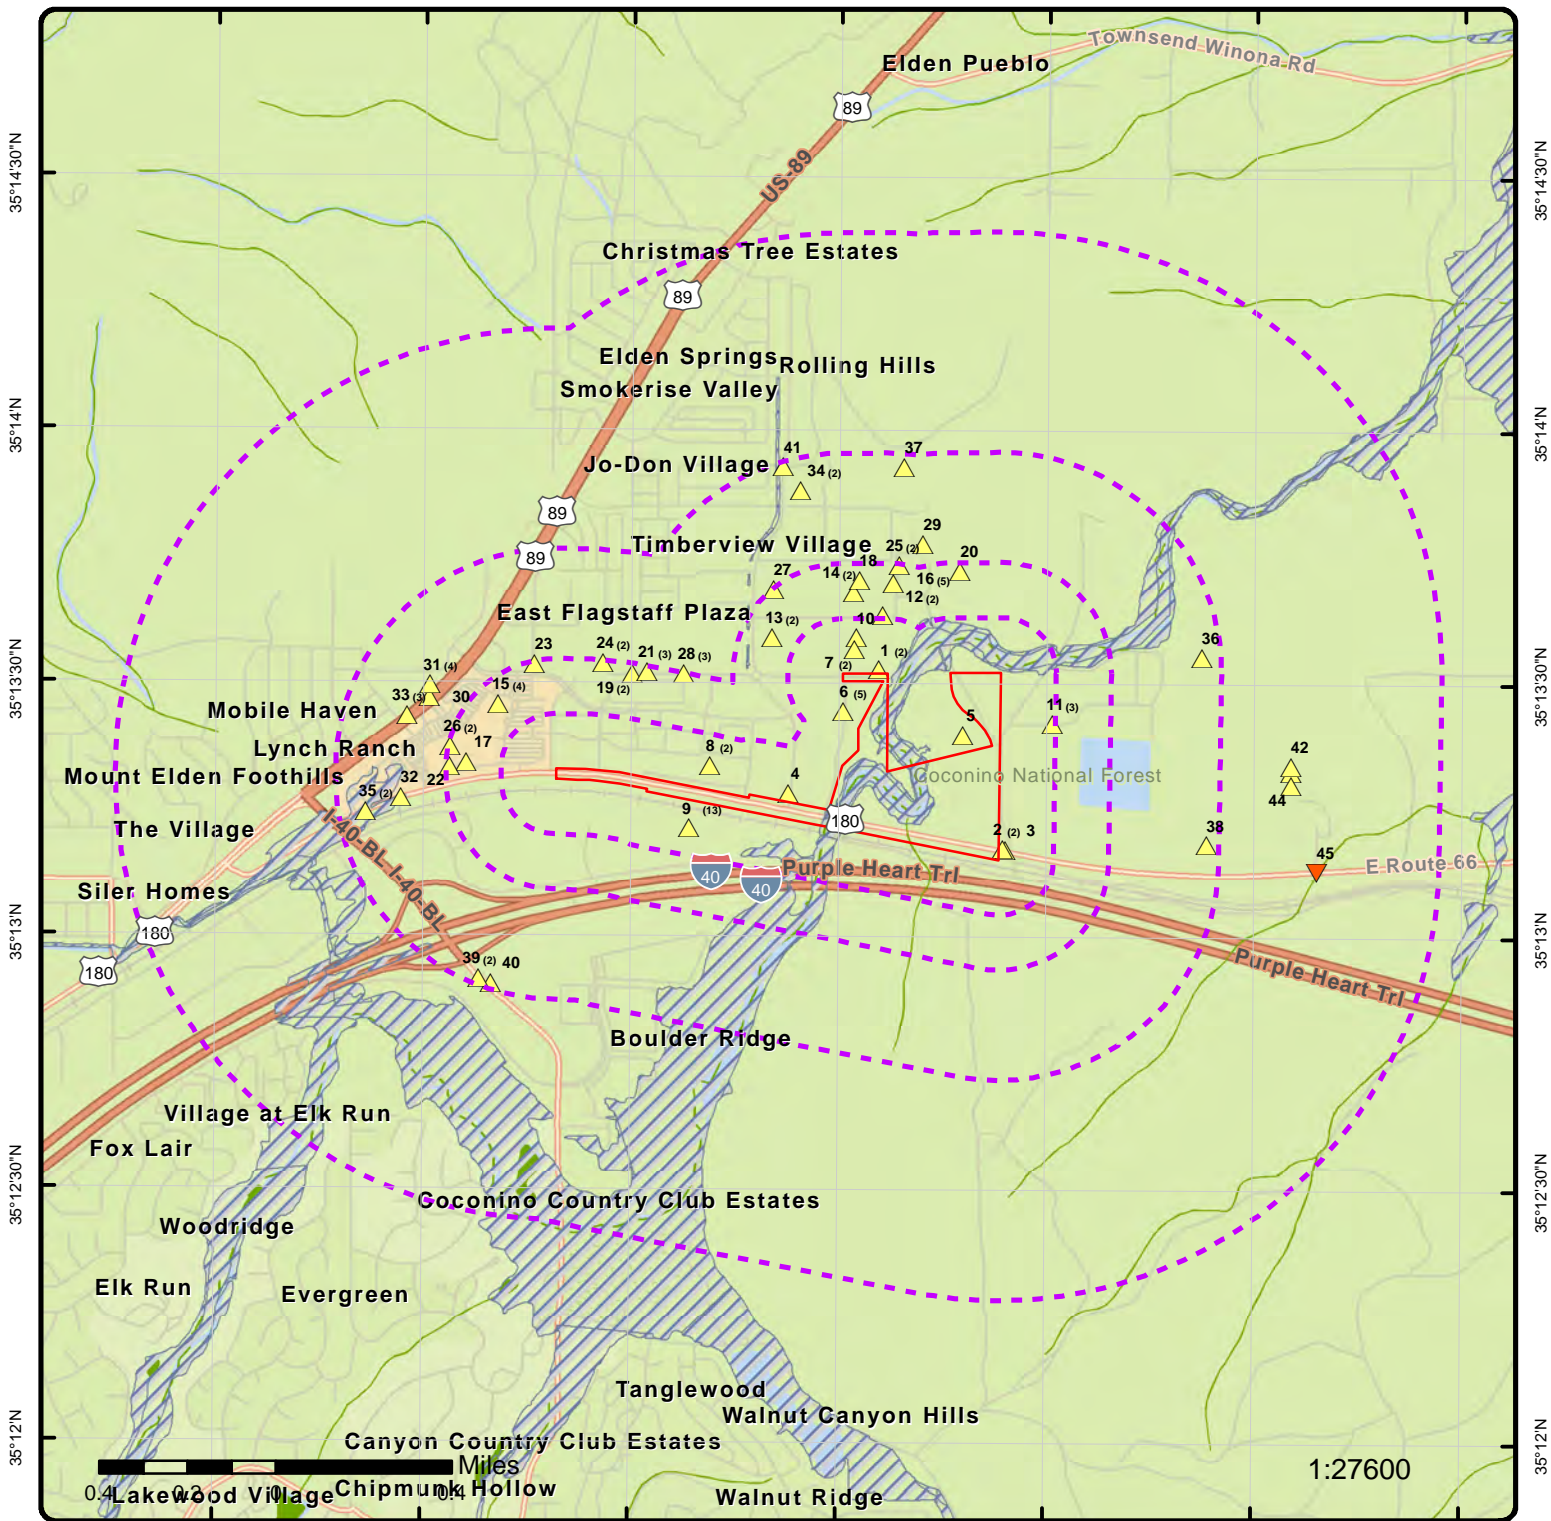 Elden Pueblo
Townsend Winona Rd
89
US-89
35°14'30"N
35°14'30"N
Christmas Tree Estates
89
Elden Springs
Rolling Hills
Smokerise Valley
35°14'N
35°14'N
41
37
Jo-Don Village
34 (2)
89
29
89
Timberview Village
25 (2)
20
27
14 (2)
18
16 (5)
12 (2)
East Flagstaff Plaza
13 (2)
10
23
24 (2)
21 (3)
28 (3)
7 (2)
1 (2)
36
31 (4)
19 (2)
35°13'30"N
35°13'30"N
33 (3)
30
15 (4)
6 (5)
11 (3)
5
Mobile Haven
26 (2)
17
8 (2)
42
Lynch Ranch
Mount Elden Foothills
32
22
4
Coconino National Forest
35 (2)
9 (13)
44
180
2 (2)
3
38
The Village
I-40-BL
I-40-BL
45
E Route 66
40
40
Purple Heart Trl
Siler Homes
180
35°13'N
35°13'N
180
39 (2)
40
Purple Heart Trl
Boulder Ridge
Village at Elk Run
Fox Lair
35°12'30"N
35°12'30"N
Coconino Country Club Estates
Woodridge
Elk Run
Evergreen
Tanglewood
Walnut Canyon Hills
35°12'N
35°12'N
Canyon Country Club Estates
Miles
1:27600
0.4
0.2
0
0.4
Lakewood Village
Chipmunk Hollow
Walnut Ridge